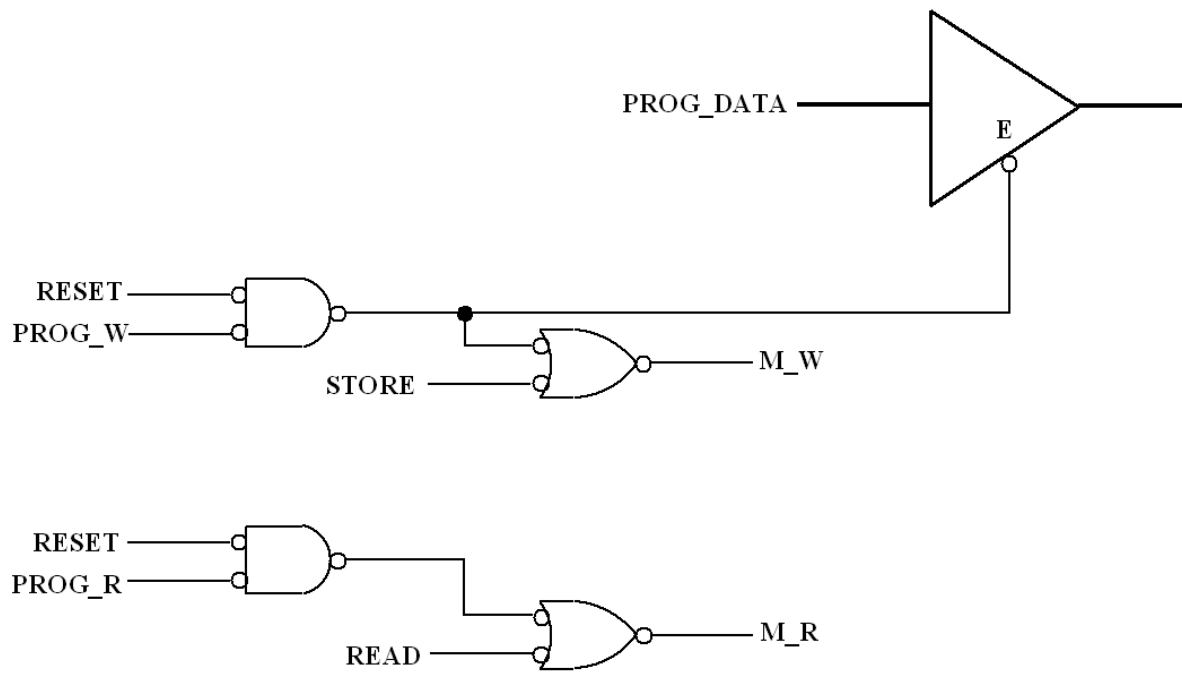 PROG_DATA
E
RESET
PROG_W
M_W
STORE
RESET
PROG_R
M_R
READ